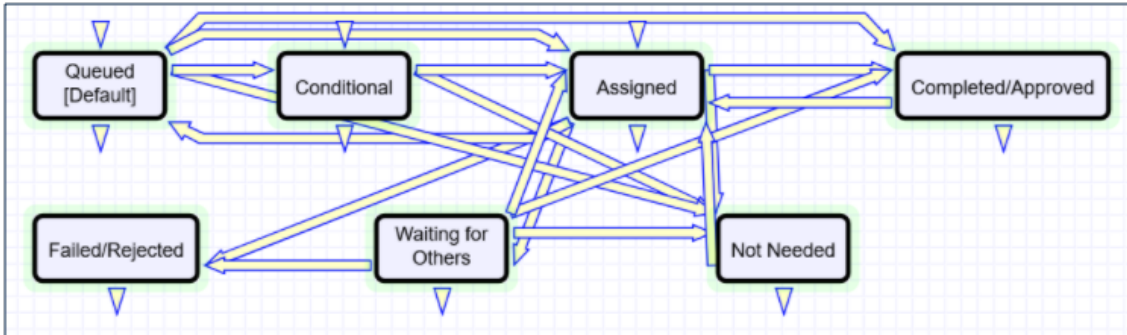 Queued
[Default]
Conditional
Assigned
Completed/Approved
Failed/Rejected
Waiting for
Others
Not Needed